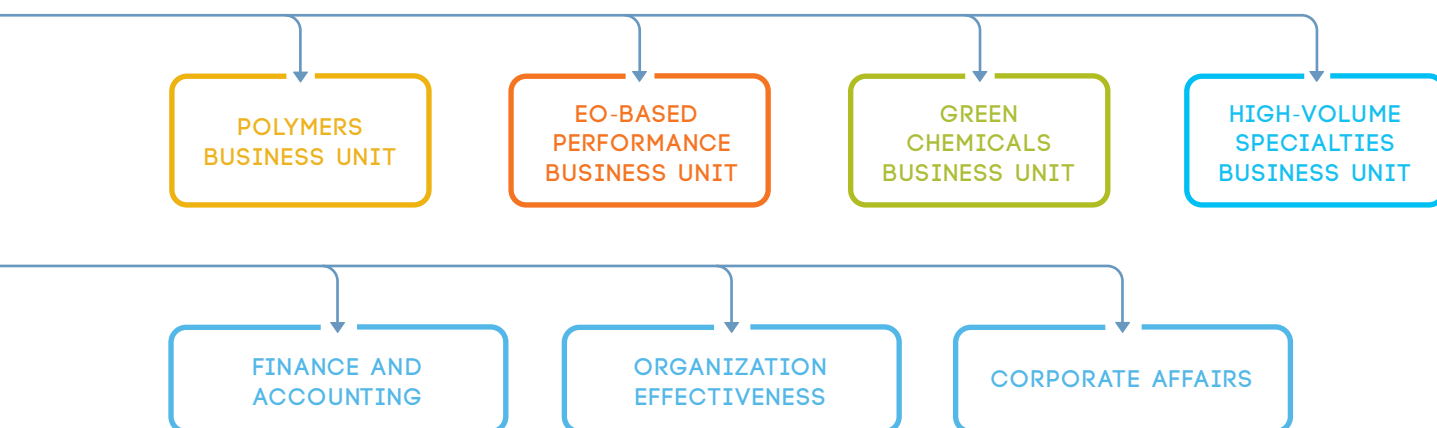 POLYMERS
BUSINESS UNIT
EO-BASED
PERFORMANCE
BUSINESS UNIT
GREEN
CHEMICALS
BUSINESS UNIT
HIGH-VOLUME
SPECIALTIES
BUSINESS UNIT
FINANCE AND
ACCOUNTING
ORGANIZATION
EFFECTIVENESS
CORPORATE AFFAIRS